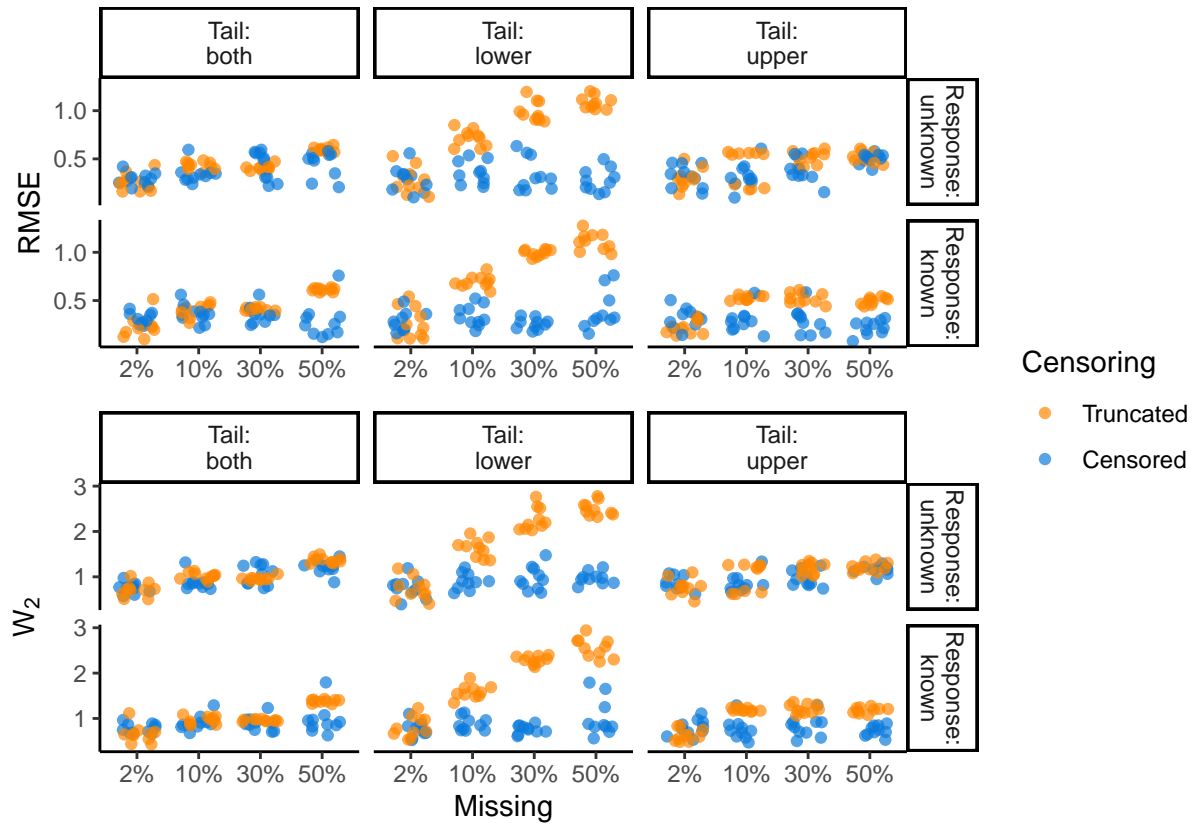 Tail:
both
Tail:
lower
Tail:
upper
RMSE
1.0
0.5
Response:
unknown
1.0
0.5
Response:
known
2%
10%
30%
50%
2%
10%
30%
50%
2%
10%
30%
50%
Tail:
both
Tail:
lower
Tail:
upper
W₂
3
2
1
Response:
unknown
3
2
1
Response:
known
2%
10%
30%
50%
2%
10%
30%
50%
2%
10%
30%
50%
Missing
Censoring
Truncated
Censored